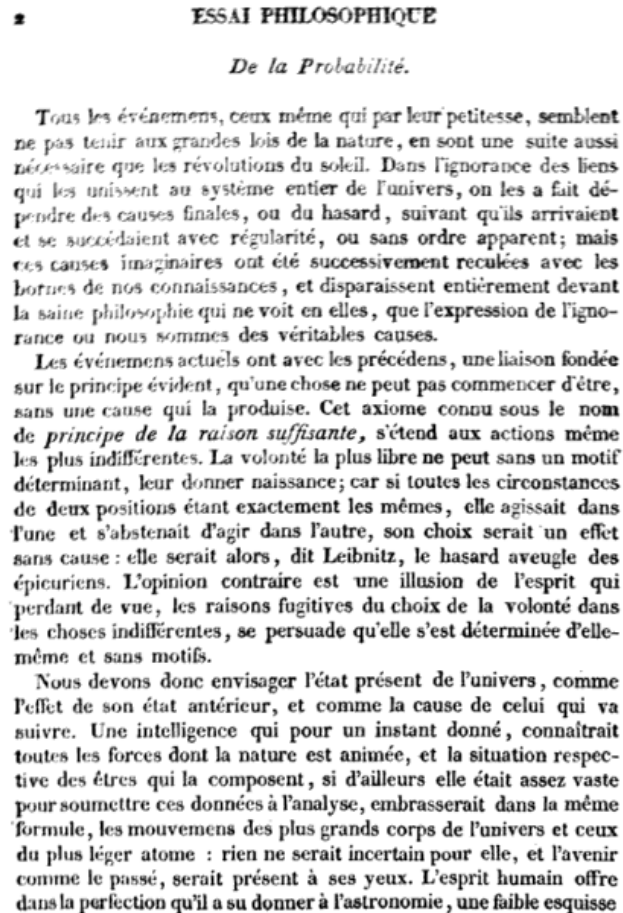 2 ESSAI PHILOSOPHIQUE
De la Probabilité.
Tous les événemens, ceux même qui par leur petitesse, semblent
ne pas tenir aux grandes lois de la nature, en sont une suite aussi
nécessaire que les révolutions du soleil. Dans l'ignorance des liens
qui les unissent au système entier de l'univers, on les a fait dé-
pendre des causes finales, ou du hasard, suivant qu'ils arrivaient
et se succédaient avec régularité, ou sans ordre apparent; mais
ces causes imaginaires ont été successivement reculées avec les
bornes de nos connaissances, et disparaissent entièrement devant
la saine philosophie qui ne voit en elles, que l'expression de l'igno-
rance ou nous sommes des véritables causes.
Les événemens actuels ont avec les précédens, une liaison fondée
sur le principe évident, qu'une chose ne peut pas commencer d'être,
sans une cause qui la produise. Cet axiome connu sous le nom
de principe de la raison suffisante, s'étend aux actions même
les plus indifférentes. La volonté la plus libre ne peut sans un motif
déterminant, leur donner naissance; car si toutes les circonstances
de deux positions étant exactement les mêmes, elle agissait dans
l'une et s'abstenait d'agir dans l'autre, son choix serait un effet
sans cause : elle serait alors, dit Leibnitz, le hasard aveugle des
épicuriens. L'opinion contraire est une illusion de l'esprit qui
perdant de vue, les raisons fugitives du choix de la volonté dans
les choses indifférentes, se persuade qu'elle s'est déterminée d'elle-
même et sans motifs.
Nous devons donc envisager l'état présent de l'univers, comme
l'effet de son état antérieur, et comme la cause de celui qui va
suivre. Une intelligence qui pour un instant donné, connaîtrait
toutes les forces dont la nature est animée, et la situation respec-
tive des êtres qui la composent, si d'ailleurs elle était assez vaste
pour soumettre ces données à l'analyse, embrasserait dans la même
formule, les mouvemens des plus grands corps de l'univers et ceux
du plus léger atome : rien ne serait incertain pour elle, et l'avenir
comme le passé, serait présent à ses yeux. L'esprit humain offre
dans la perfection qu'il a su donner à l'astronomie, une faible esquisse